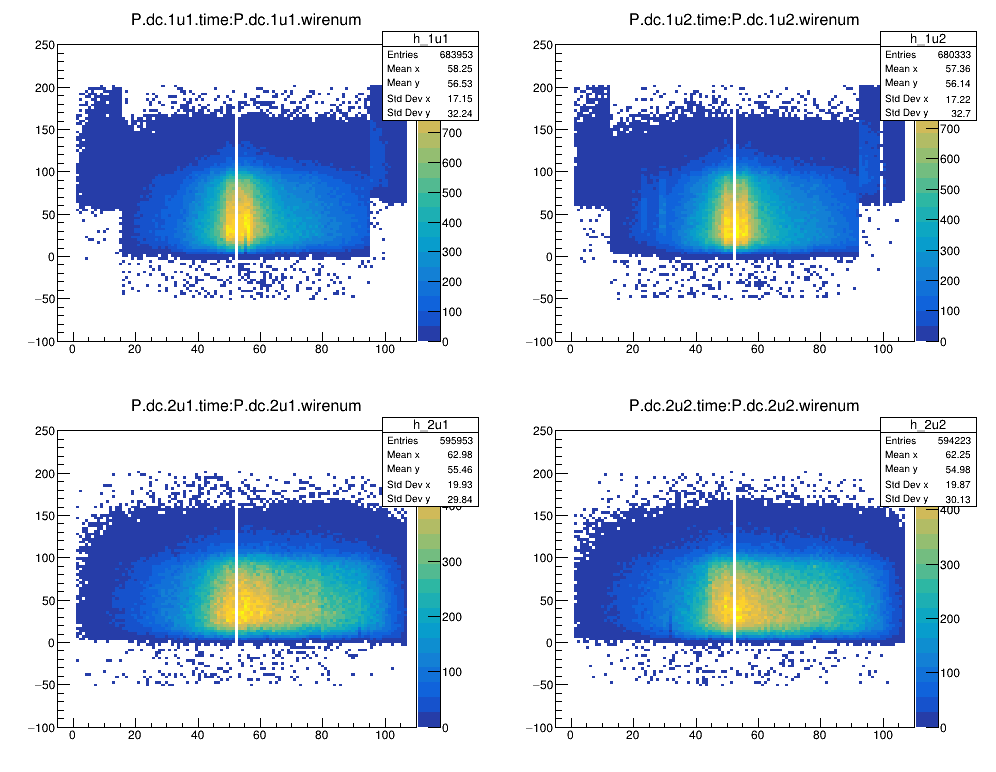 P.dc.1u1.time:P.dc.1u1.wirenum
h_1u1
Entries 683953
Mean x 58.25
Mean y 56.53
Std Dev x 17.15
Std Dev y 32.24
250
200
150
100
50
0
−50
−100
0 20 40 60 80 100
700
600
500
400
300
200
100
0
P.dc.1u2.time:P.dc.1u2.wirenum
h_1u2
Entries 680333
Mean x 57.36
Mean y 56.14
Std Dev x 17.22
Std Dev y 32.7
250
200
150
100
50
0
−50
−100
0 20 40 60 80 100
700
600
500
400
300
200
100
0
P.dc.2u1.time:P.dc.2u1.wirenum
h_2u1
Entries 595953
Mean x 62.98
Mean y 55.46
Std Dev x 19.93
Std Dev y 29.84
250
200
150
100
50
0
−50
−100
0 20 40 60 80 100
400
300
200
100
0
P.dc.2u2.time:P.dc.2u2.wirenum
h_2u2
Entries 594223
Mean x 62.25
Mean y 54.98
Std Dev x 19.87
Std Dev y 30.13
250
200
150
100
50
0
−50
−100
0 20 40 60 80 100
400
300
200
100
0